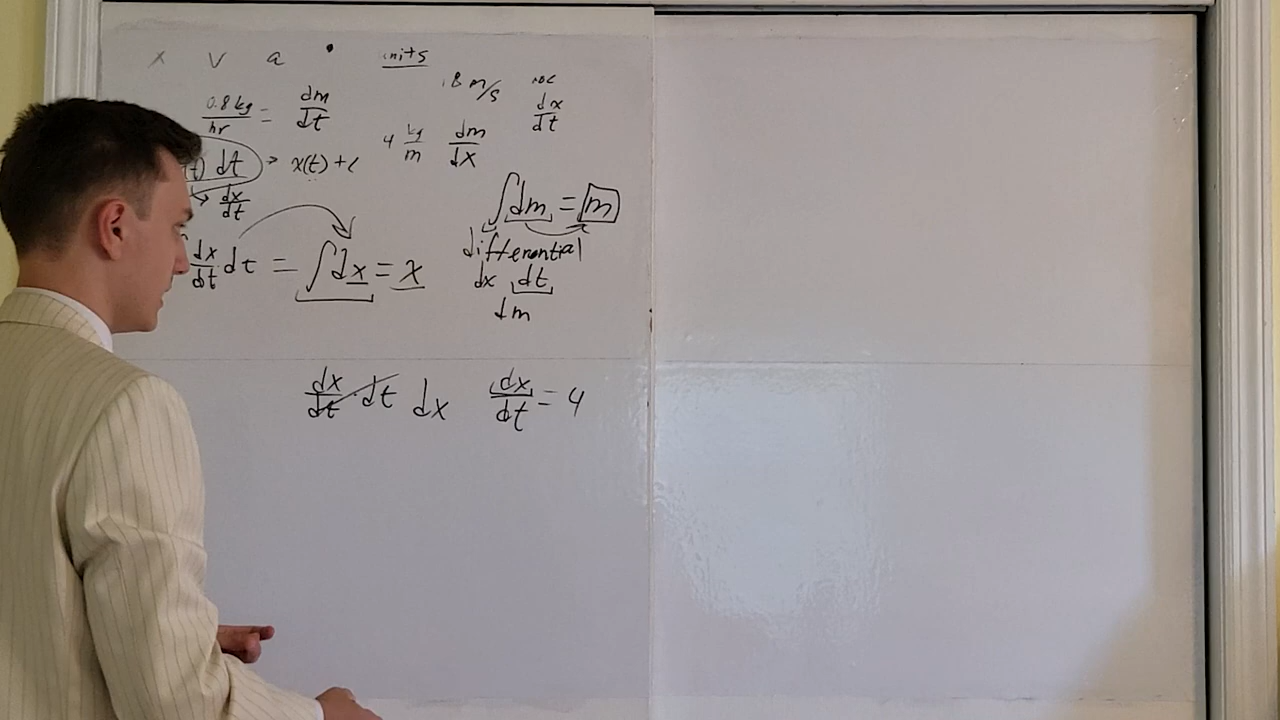 x v a • units
.8 m/s roc
0.8 kg/hr = dm/dt
dx/dt
4 kg/m dm/dx
(t) dt > x(t) + c
↳ dx/dt
∫dm = m
differential
dx/dt dt = ∫dx = x
dx dt
dm
dx/dt · dt dx dx/dt = 4